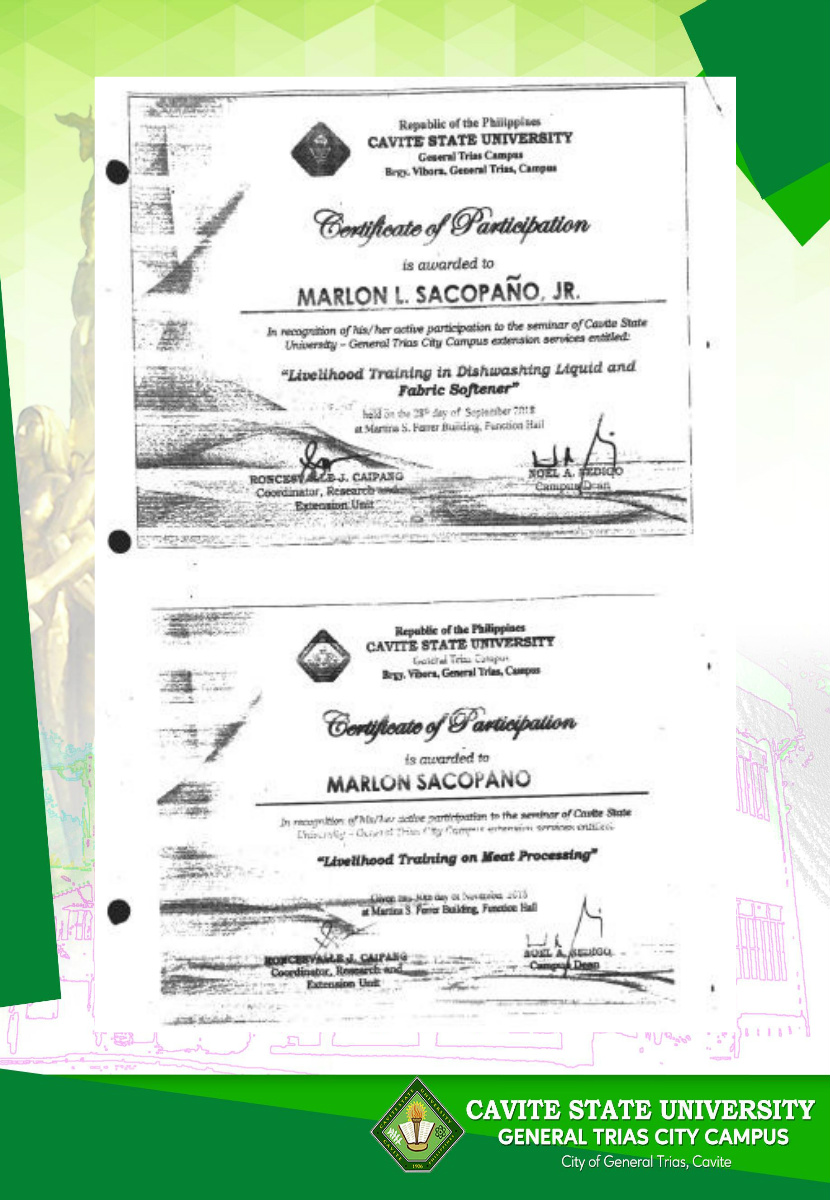 Republic of the Philippines
CAVITE STATE UNIVERSITY
General Trias Campus
Brgy. Vibora, General Trias, Campus
Certificate of Participation
is awarded to
MARLON L. SACOPAÑO, JR.
In recognition of his/her active participation to the seminar of Cavite State
University – General Trias City Campus extension services entitled:
"Livelihood Training in Dishwashing Liquid and
Fabric Softener"
held on the 28th day of September 2018
at Martina S. Ferrer Building, Function Hall
RONCESVALLE J. CAIPANG
Coordinator, Research and
Extension Unit
NOEL A. SEDIGO
Campus Dean
Republic of the Philippines
CAVITE STATE UNIVERSITY
General Trias Campus
Brgy. Vibora, General Trias, Campus
Certificate of Participation
is awarded to
MARLON SACOPANO
In recognition of his/her active participation to the seminar of Cavite State
University – General Trias City Campus extension services entitled:
"Livelihood Training on Meat Processing"
Given this 30th day of November 2018
at Martina S. Ferrer Building, Function Hall
RONCESVALLE J. CAIPANG
Coordinator, Research and
Extension Unit
NOEL A. SEDIGO
Campus Dean
CAVITE STATE UNIVERSITY
GENERAL TRIAS CITY CAMPUS
City of General Trias, Cavite